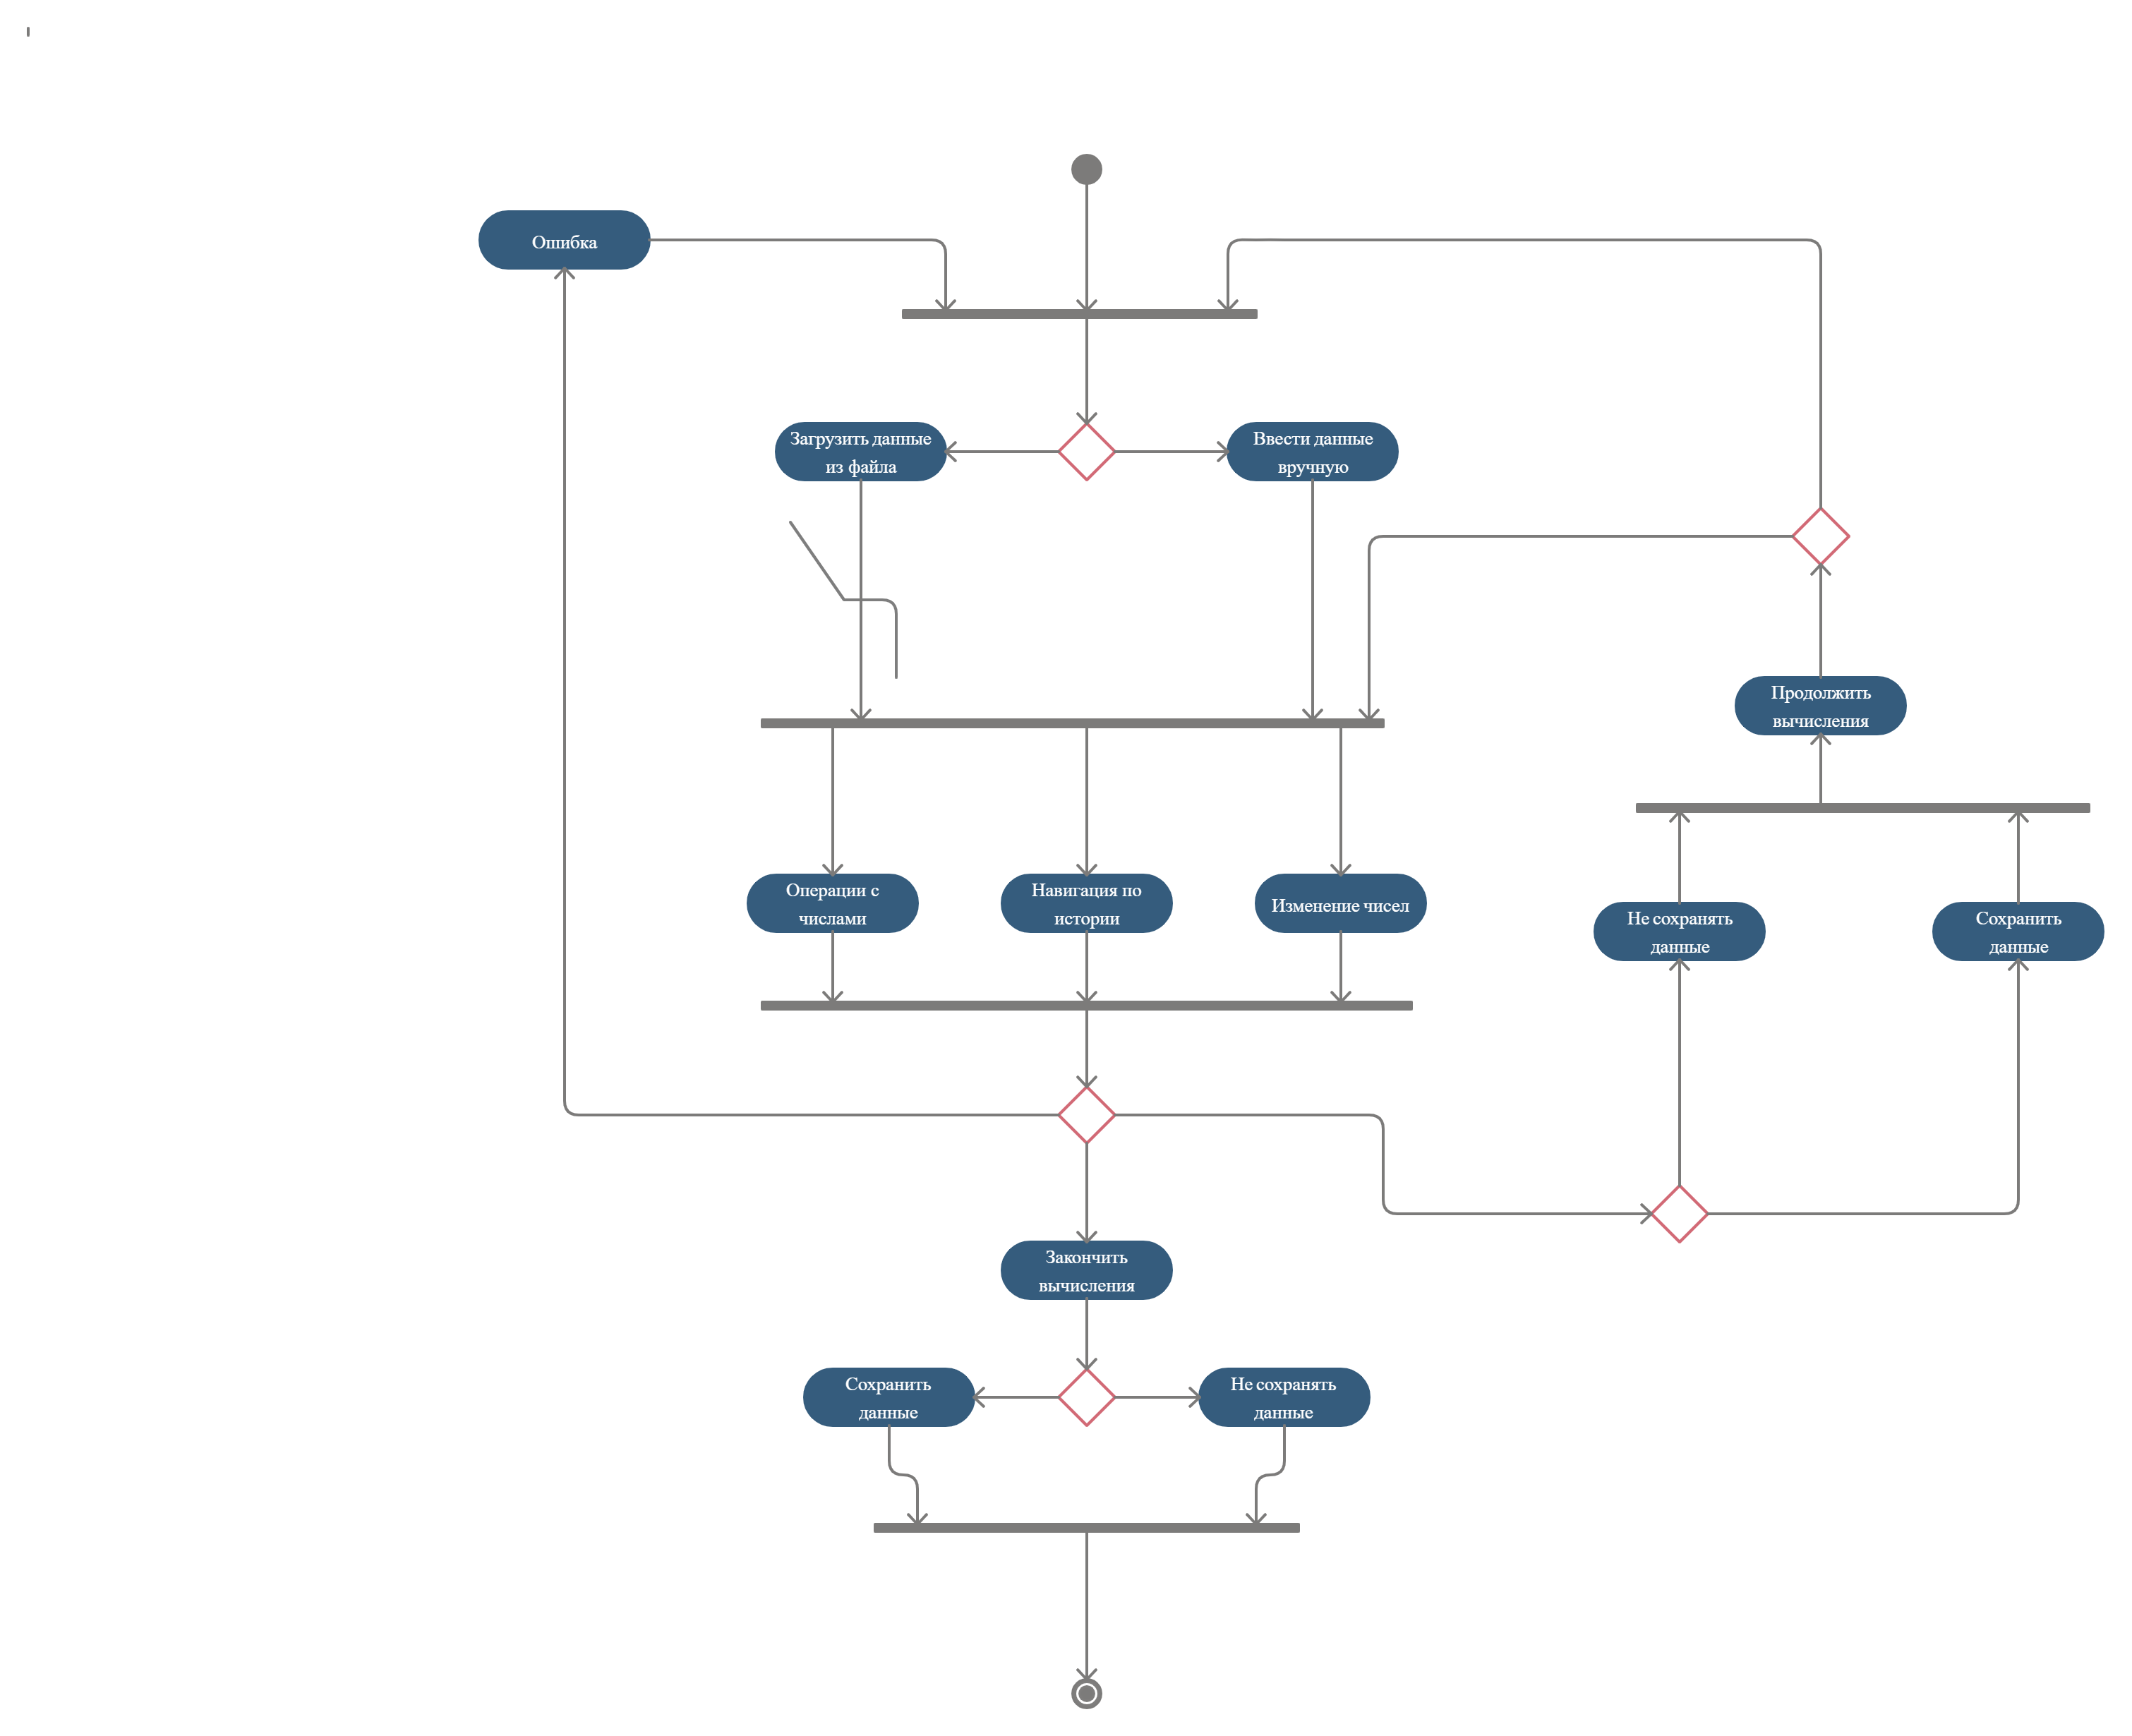 Ошибка
Загрузить данные
из файла
Ввести данные
вручную
Продолжить
вычисления
Операции с
числами
Навигация по
истории
Изменение чисел
Не сохранять
данные
Сохранить
данные
Закончить
вычисления
Сохранить
данные
Не сохранять
данные